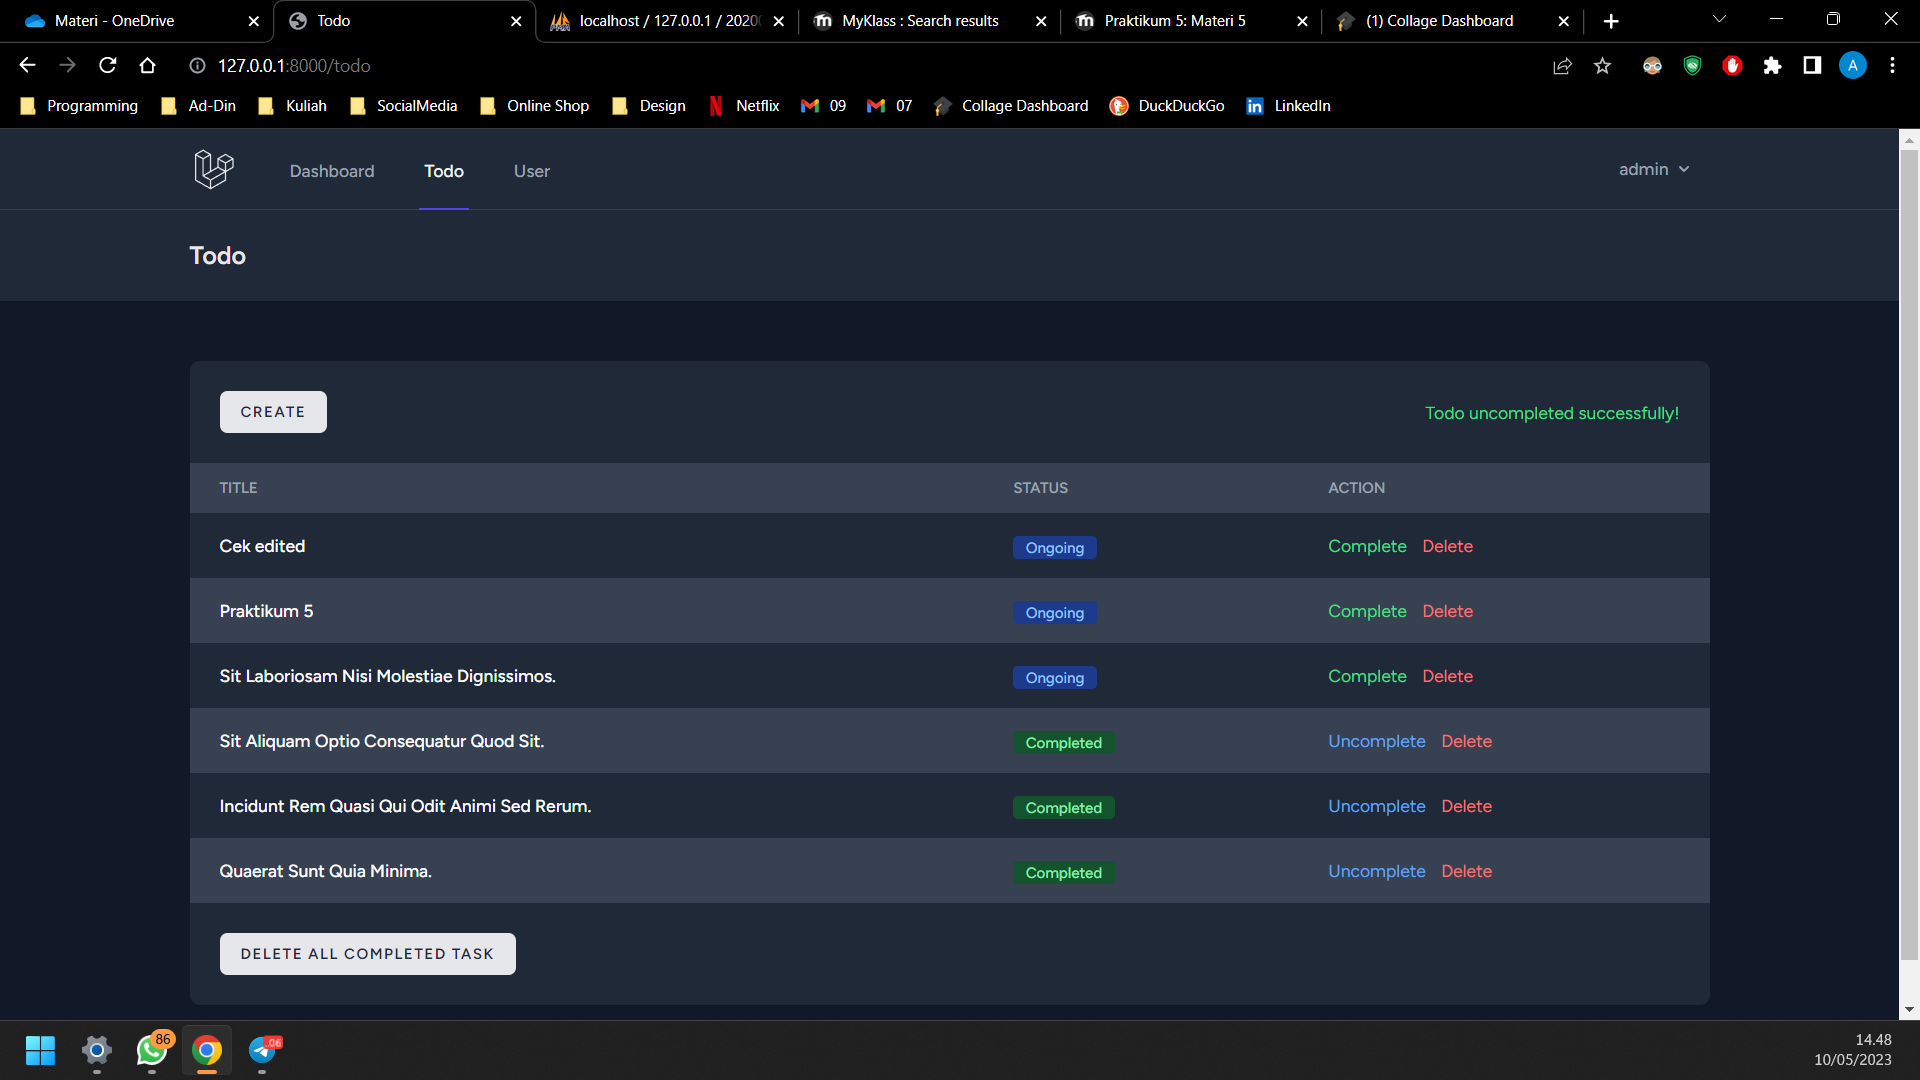 Materi - OneDrive
Todo
localhost / 127.0.0.1 / 2020
MyKlass : Search results
Praktikum 5: Materi 5
(1) Collage Dashboard
127.0.0.1:8000/todo
A
Programming
Ad-Din
Kuliah
SocialMedia
Online Shop
Design
Netflix
09
07
Collage Dashboard
DuckDuckGo
LinkedIn
Dashboard
Todo
User
admin
Todo
CREATE
Todo uncompleted successfully!
TITLE STATUS ACTION
Cek edited Ongoing Complete Delete
Praktikum 5 Ongoing Complete Delete
Sit Laboriosam Nisi Molestiae Dignissimos. Ongoing Complete Delete
Sit Aliquam Optio Consequatur Quod Sit. Completed Uncomplete Delete
Incidunt Rem Quasi Qui Odit Animi Sed Rerum. Completed Uncomplete Delete
Quaerat Sunt Quia Minima. Completed Uncomplete Delete
DELETE ALL COMPLETED TASK
86
.06
14.48
10/05/2023